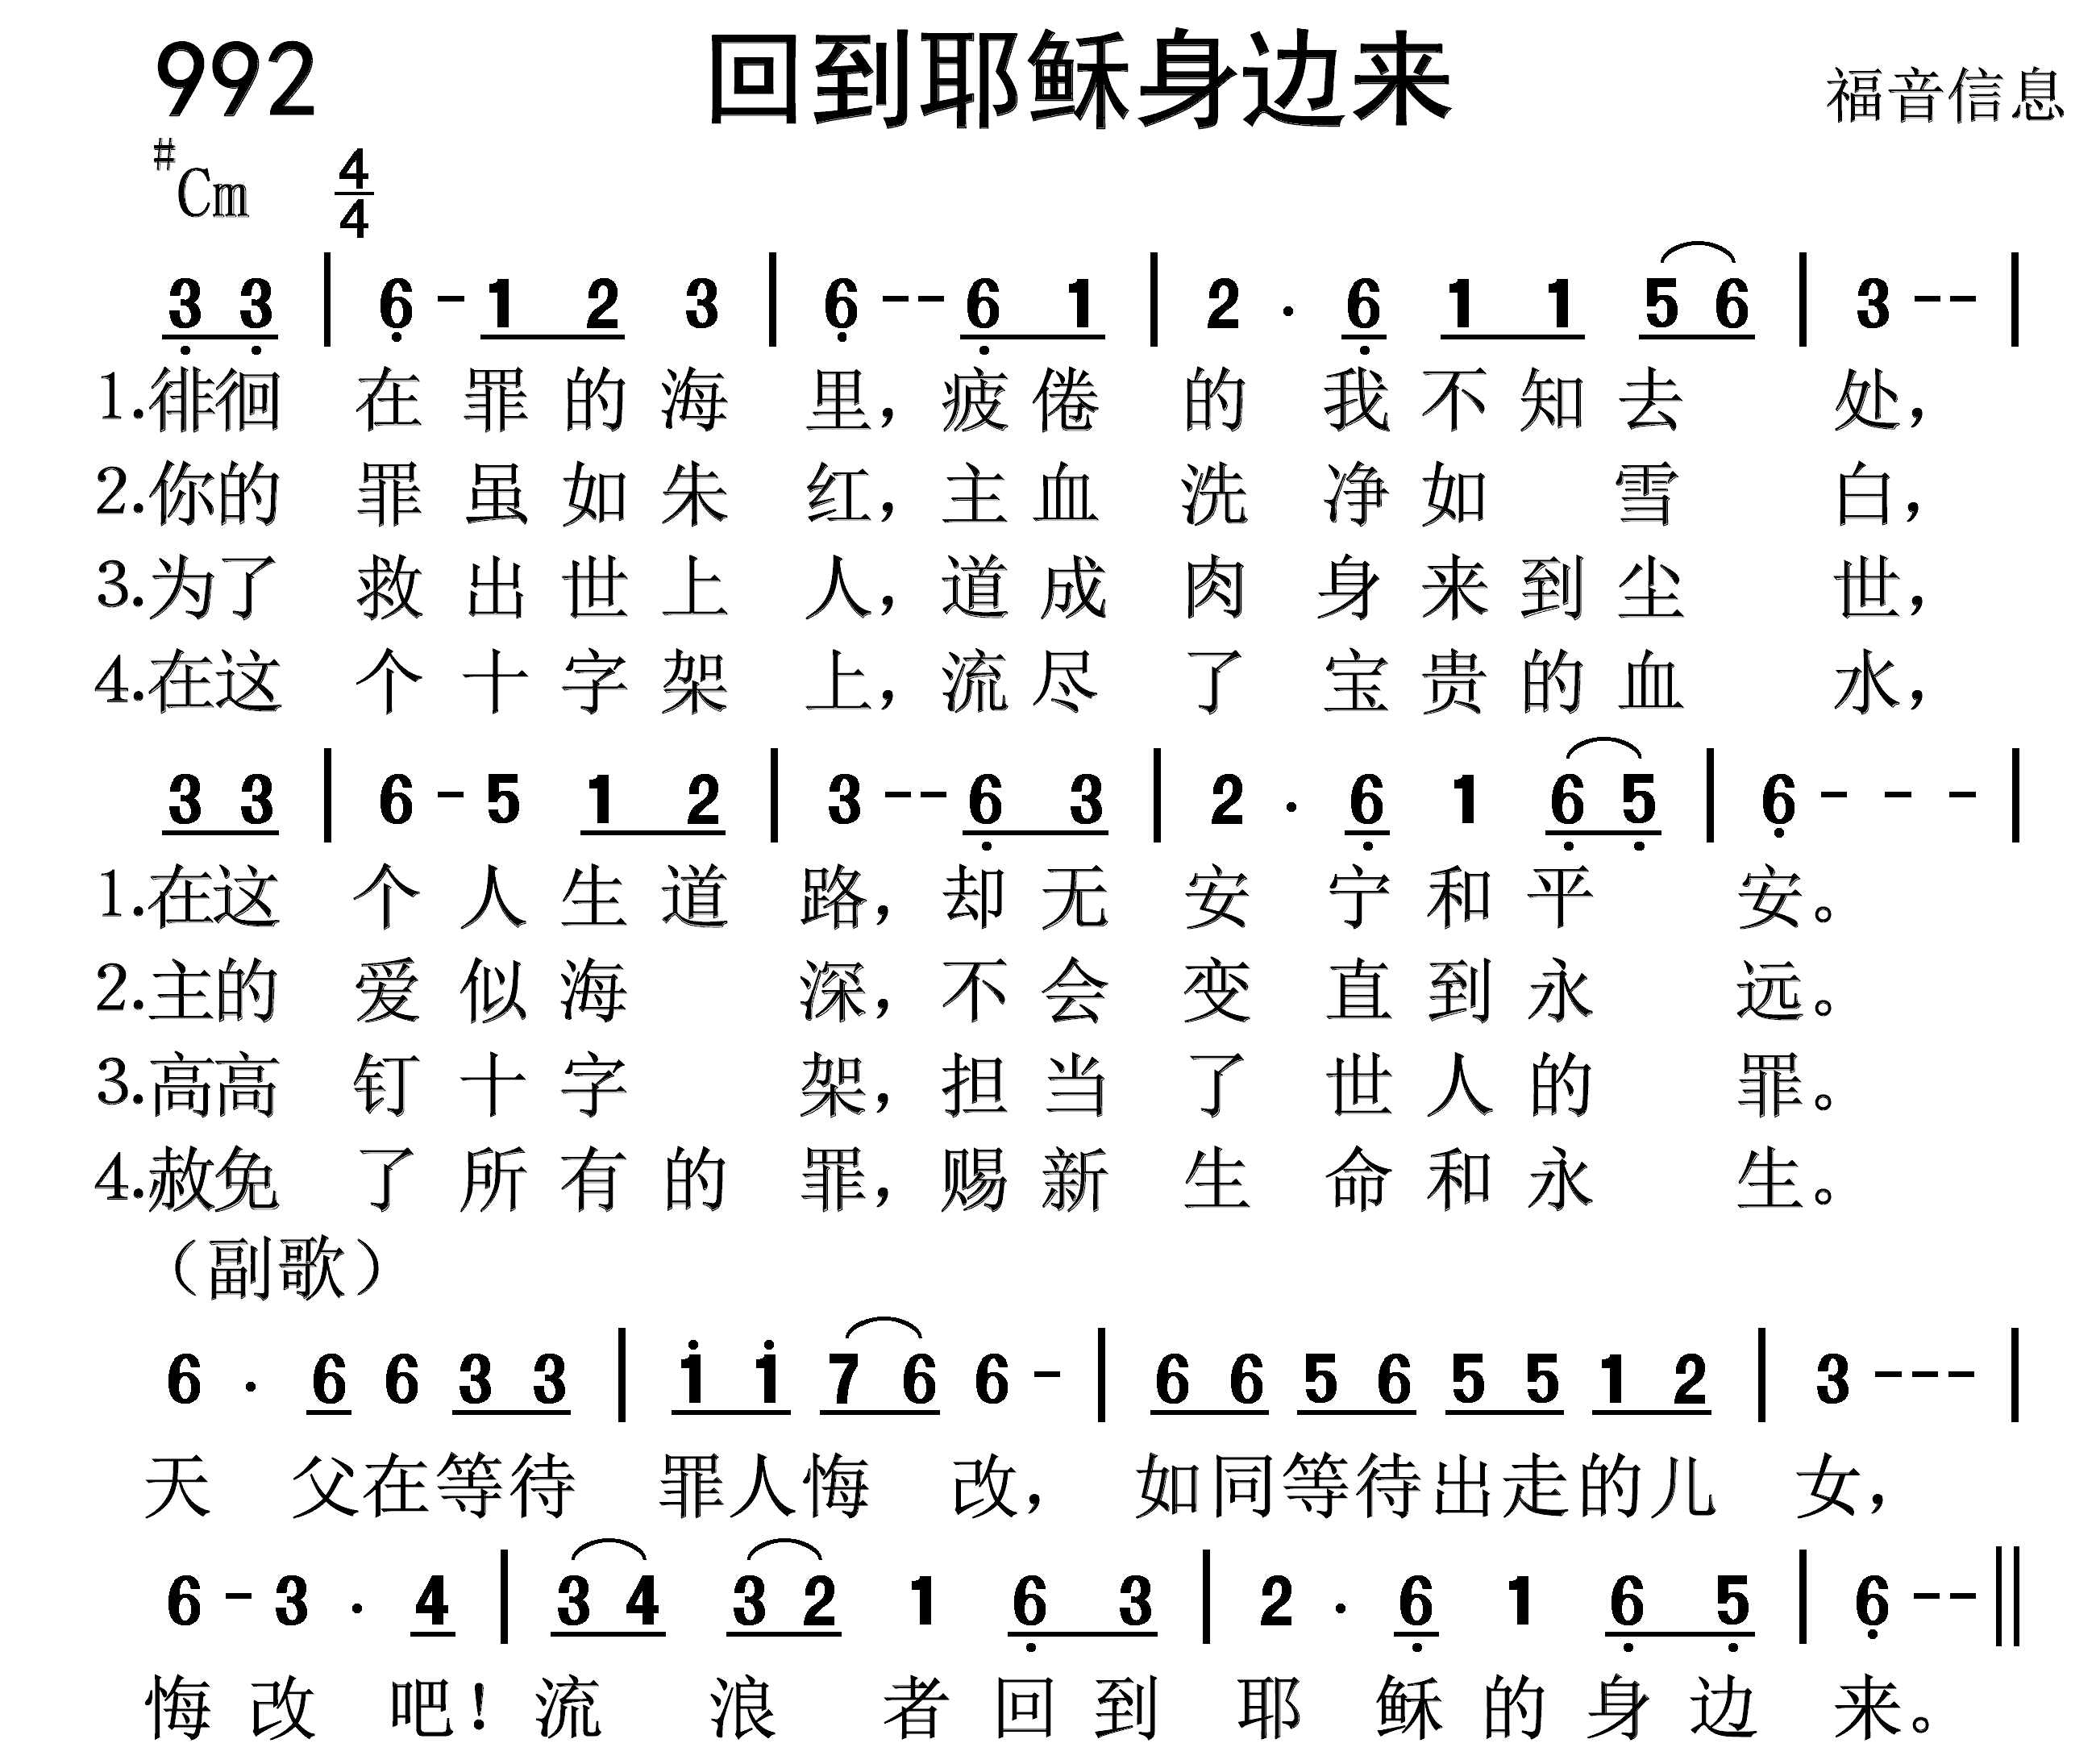 992 回到耶稣身边来 福音信息
#Cm 4/4
3 3 | 6 - 1 2 3 | 6 - - 6 1 | 2 . 6 1 1 5 6 | 3 - - |
1.徘徊 在罪的海 里，疲倦 的 我不知去 处，
2.你的 罪虽如朱 红，主血 洗 净如 雪 白，
3.为了 救出世上 人，道成 肉 身来到尘 世，
4.在这 个十字架 上，流尽 了 宝贵的血 水，
3 3 | 6 - 5 1 2 | 3 - - 6 3 | 2 . 6 1 6 5 | 6 - - - |
1.在这 个人生道 路，却无 安 宁和平 安。
2.主的 爱似海 深，不会 变 直到永 远。
3.高高 钉十字 架，担当 了 世人的 罪。
4.赦免 了所有的 罪，赐新 生 命和永 生。
（副歌）
6 . 6 6 3 3 | 1 1 7 6 6 - | 6 6 5 6 5 5 1 2 | 3 - - - |
天 父在等待 罪人悔 改，如同等待出走的儿 女，
6 - 3 . 4 | 3 4 3 2 1 6 3 | 2 . 6 1 6 5 | 6 - - ||
悔改 吧！流 浪 者回到 耶 稣的身边 来。